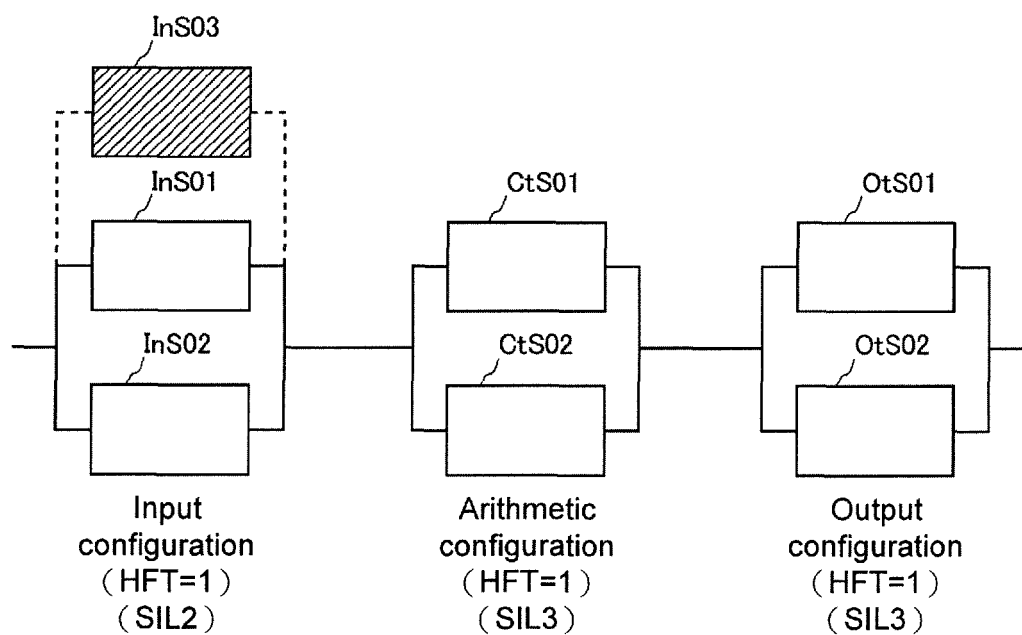 InS03
InS01
CtS01
OtS01
InS02
CtS02
OtS02
Input
configuration
(HFT=1)
(SIL2)
Arithmetic
configuration
(HFT=1)
(SIL3)
Output
configuration
(HFT=1)
(SIL3)